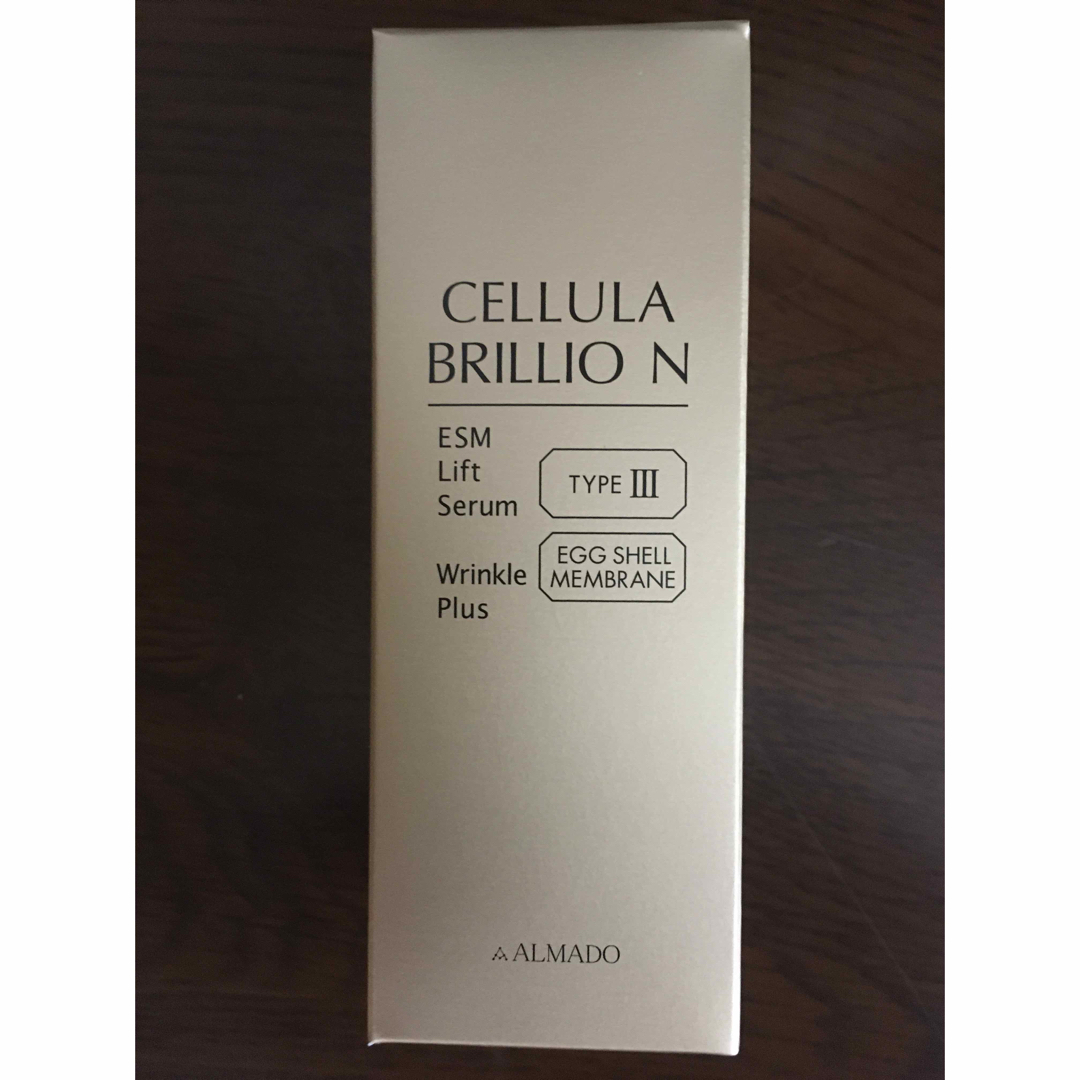 CELLULA
BRILLIO N
ESM
Lift
Serum
TYPE III
Wrinkle
Plus
EGG SHELL
MEMBRANE
ALMADO